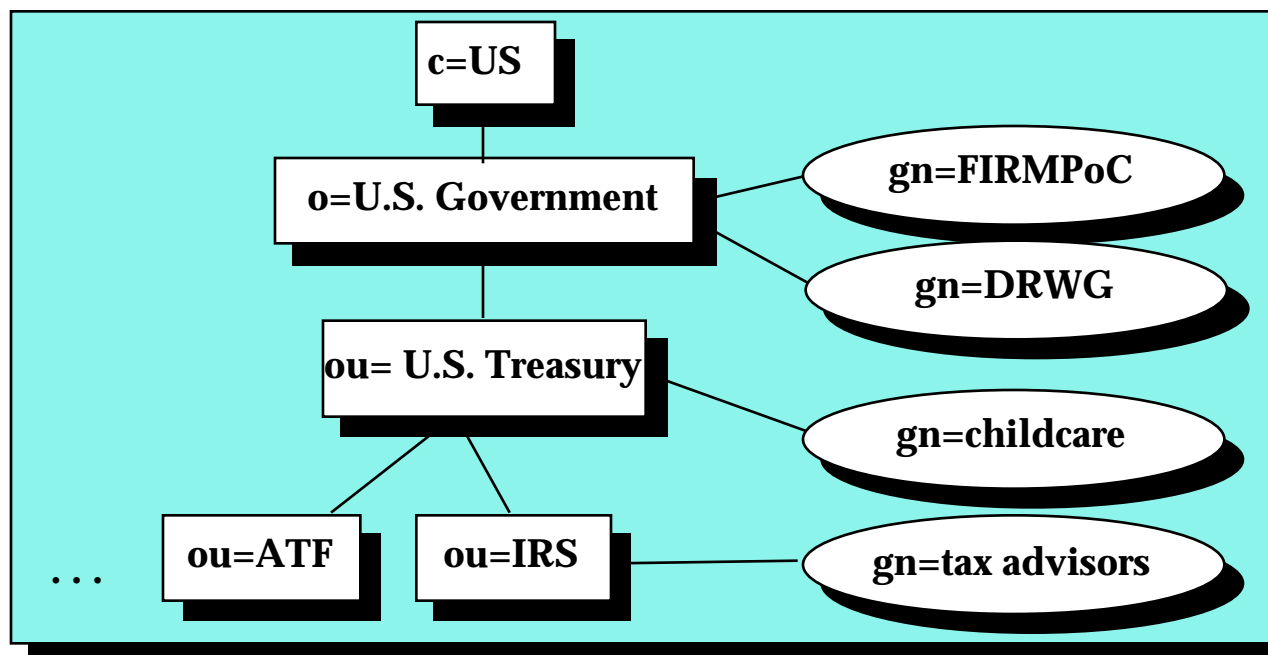 c=US
o=U.S. Government
gn=FIRMPoC
gn=DRWG
ou= U.S. Treasury
gn=childcare
ou=ATF
ou=IRS
gn=tax advisors
. . .